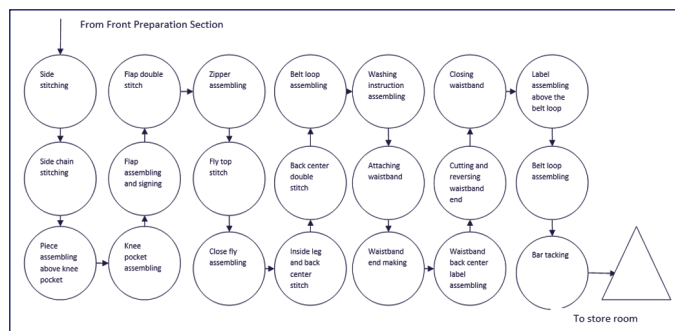 From Front Preparation Section
Side
stitching
Flap double
stitch
Zipper
assembling
Belt loop
assembling
Washing
instruction
assembling
Closing
waistband
Label
assembling
above the
belt loop
Side chain
stitching
Flap
assembling
and signing
Fly top
stitch
Back center
double
stitch
Attaching
waistband
Cutting and
reversing
waistband
end
Belt loop
assembling
Piece
assembling
above knee
pocket
Knee
pocket
assembling
Close fly
assembling
Inside leg
and back
center
stitch
Waistband
end making
Waistband
back center
label
assembling
Bar tacking
To store room